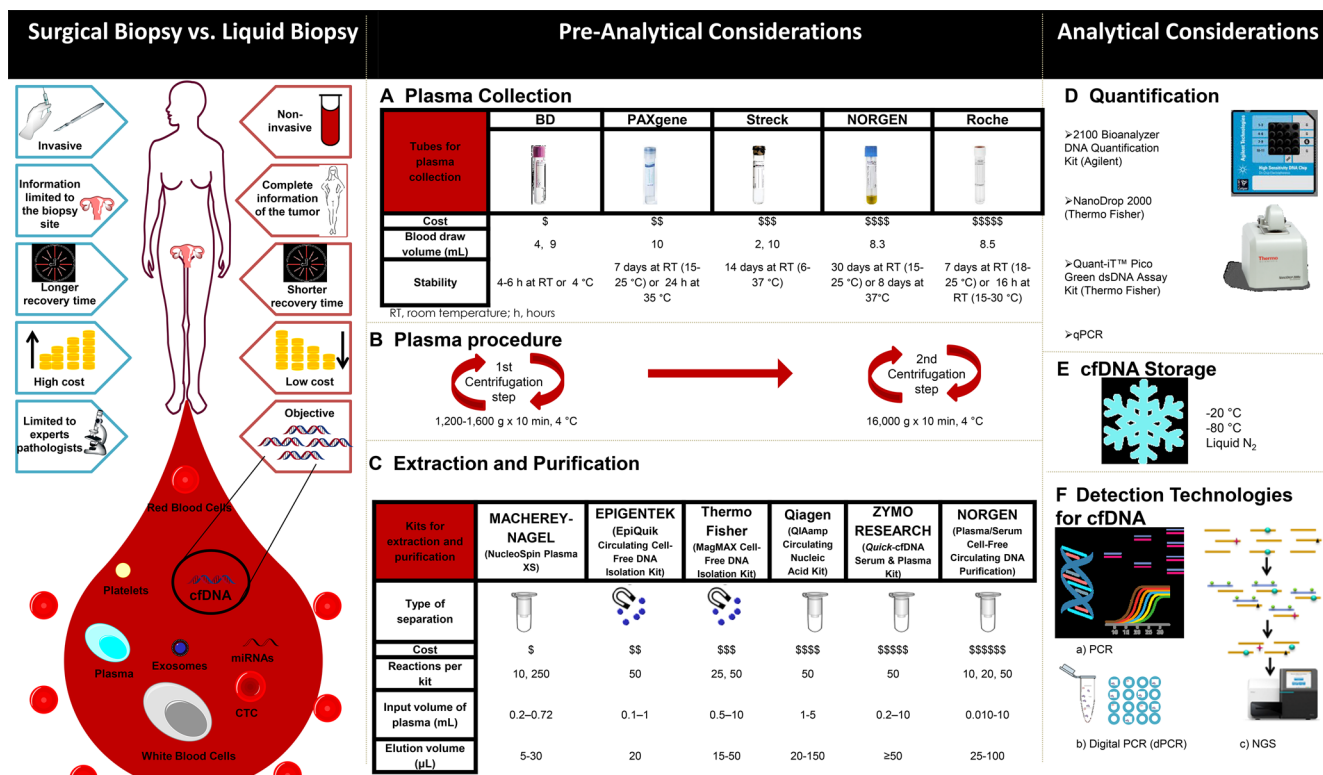 Surgical Biopsy vs. Liquid Biopsy
Pre-Analytical Considerations
Analytical Considerations
Invasive
Non-
invasive
Information
limited to
the biopsy
site
Complete
information
of the tumor
Longer
recovery time
Shorter
recovery time
High cost
Low cost
Limited to
experts
pathologists
Objective
Red Blood Cells
Platelets
cfDNA
Plasma
Exosomes
miRNAs
CTC
White Blood Cells
A Plasma Collection
Tubes for
plasma
collection
BD
PAXgene
Streck
NORGEN
Roche
Cost
$
$$
$$$
$$$$
$$$$$
Blood draw
volume (mL)
4, 9
10
2, 10
8.3
8.5
Stability
4-6 h at RT or 4 °C
7 days at RT (15-
25 °C) or 24 h at
35 °C
14 days at RT (6-
37 °C)
30 days at RT (15-
25 °C) or 8 days at
37°C
7 days at RT (18-
25 °C) or 16 h at
RT (15-30 °C)
RT, room temperature; h, hours
B Plasma procedure
1st
Centrifugation
step
1,200-1,600 g x 10 min, 4 °C
2nd
Centrifugation
step
16,000 g x 10 min, 4 °C
C Extraction and Purification
Kits for
extraction and
purification
MACHEREY-
NAGEL
(NucleoSpin Plasma
XS)
EPIGENTEK
(EpiQuik
Circulating Cell-
Free DNA
Isolation Kit)
Thermo
Fisher
(MagMAX Cell-
Free DNA
Isolation Kit)
Qiagen
(QIAamp
Circulating
Nucleic
Acid Kit)
ZYMO
RESEARCH
(Quick-cfDNA
Serum & Plasma
Kit)
NORGEN
(Plasma/Serum
Cell-Free
Circulating DNA
Purification)
Type of
separation
Cost
$
$$
$$$
$$$$
$$$$$
$$$$$$
Reactions per
kit
10, 250
50
25, 50
50
50
10, 20, 50
Input volume of
plasma (mL)
0.2–0.72
0.1–1
0.5–10
1-5
0.2–10
0.010-10
Elution volume
(µL)
5-30
20
15-50
20-150
≥50
25-100
D Quantification
➢2100 Bioanalyzer
DNA Quantification
Kit (Agilent)
➢NanoDrop 2000
(Thermo Fisher)
➢Quant-iT™ Pico
Green dsDNA Assay
Kit (Thermo Fisher)
➢qPCR
Agilent Technologies
High Sensitivity DNA Chip
Thermo
E cfDNA Storage
-20 °C
-80 °C
Liquid N₂
F Detection Technologies
for cfDNA
a) PCR
b) Digital PCR (dPCR)
c) NGS